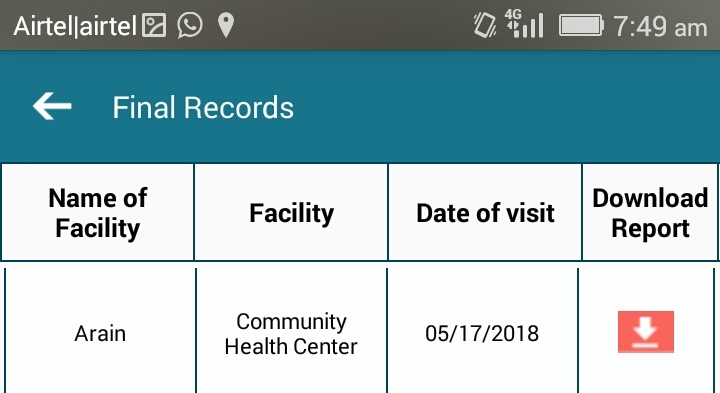 Airtel|airtel 4G 7:49 am
Final Records
Name of Facility Facility Date of visit Download Report
Arain Community Health Center 05/17/2018